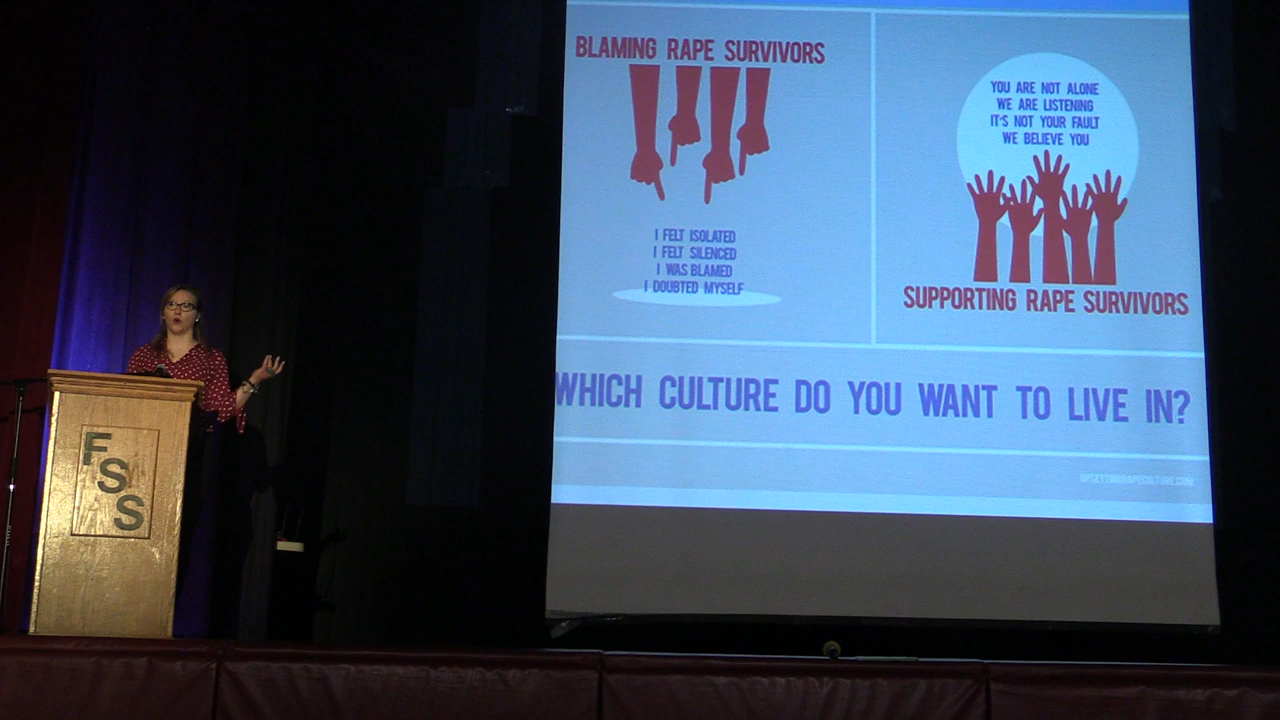 BLAMING RAPE SURVIVORS
I FELT ISOLATED
I FELT SILENCED
I WAS BLAMED
I DOUBTED MYSELF
YOU ARE NOT ALONE
WE ARE LISTENING
IT'S NOT YOUR FAULT
WE BELIEVE YOU
SUPPORTING RAPE SURVIVORS
WHICH CULTURE DO YOU WANT TO LIVE IN?
FSS